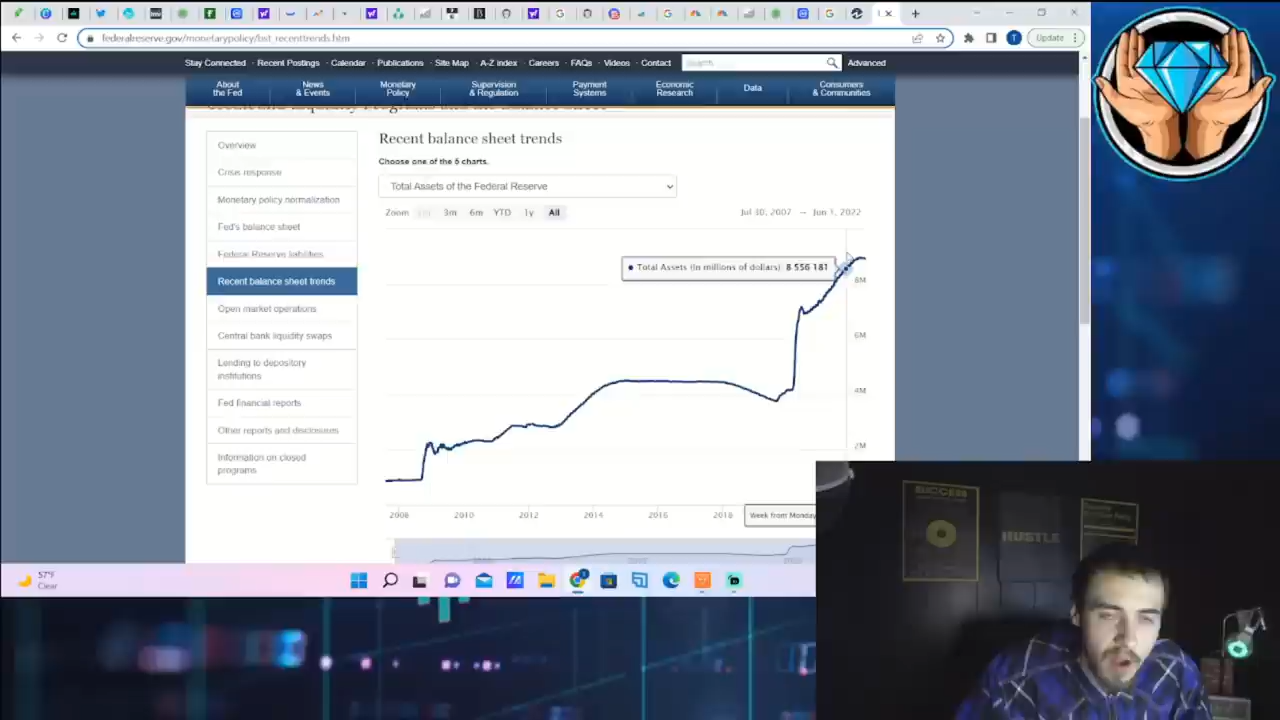 federalreserve.gov/monetarypolicy/bst_recenttrends.htm
T
Update
Stay Connected
Recent Postings
Calendar
Publications
Site Map
A-Z index
Careers
FAQs
Videos
Contact
Search
Advanced
About
the Fed
News
& Events
Monetary
Policy
Supervision
& Regulation
Payment
Systems
Economic
Research
Data
Consumers
& Communities
Overview
Crisis response
Monetary policy normalization
Fed's balance sheet
Federal Reserve liabilities
Recent balance sheet trends
Open market operations
Central bank liquidity swaps
Lending to depository
institutions
Fed financial reports
Other reports and disclosures
Information on closed
programs
Recent balance sheet trends
Choose one of the 5 charts.
Total Assets of the Federal Reserve
Zoom
3m
6m
YTD
1y
All
Jul 30, 2007 → Jun 1, 2022
Total Assets (in millions of dollars): 8 556 181
8M
6M
4M
2M
2008
2010
2012
2014
2016
2018
Week from Monday
57°F
Clear
SUCCESS
HUSTLE